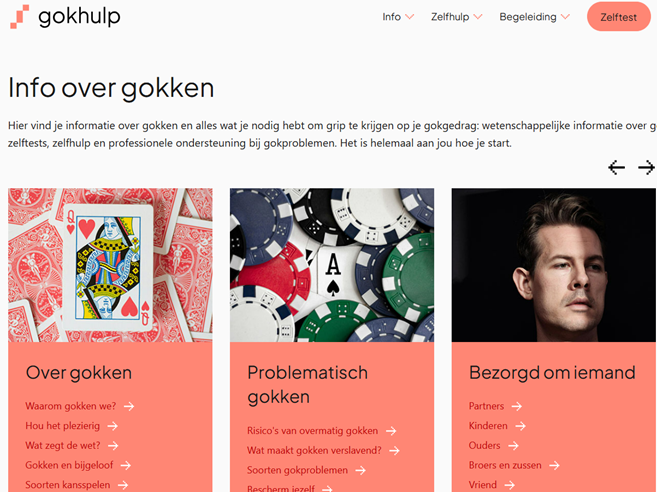 gokhulp
Info
Zelfhulp
Begeleiding
Zelftest
Info over gokken
Hier vind je informatie over gokken en alles wat je nodig hebt om grip te krijgen op je gokgedrag: wetenschappelijke informatie over g
zelftests, zelfhulp en professionele ondersteuning bij gokproblemen. Het is helemaal aan jou hoe je start.
Q
A
Over gokken
Waarom gokken we?
Hou het plezierig
Wat zegt de wet?
Gokken en bijgeloof
Soorten kansspelen
Problematisch
gokken
Risico's van overmatig gokken
Wat maakt gokken verslavend?
Soorten gokproblemen
Bescherm jezelf
Bezorgd om iemand
Partners
Kinderen
Ouders
Broers en zussen
Vriend